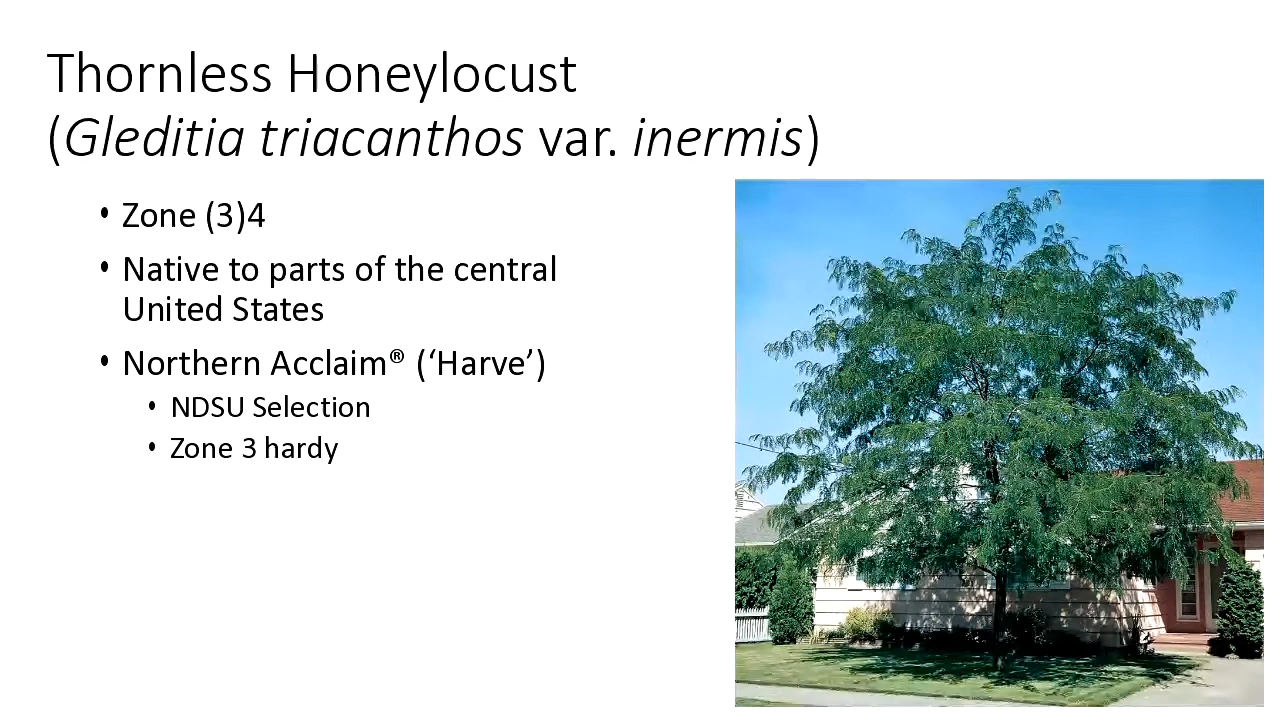 Thornless Honeylocust
(Gleditia triacanthos var. inermis)
• Zone (3)4
• Native to parts of the central
United States
• Northern Acclaim® (‘Harve’)
• NDSU Selection
• Zone 3 hardy